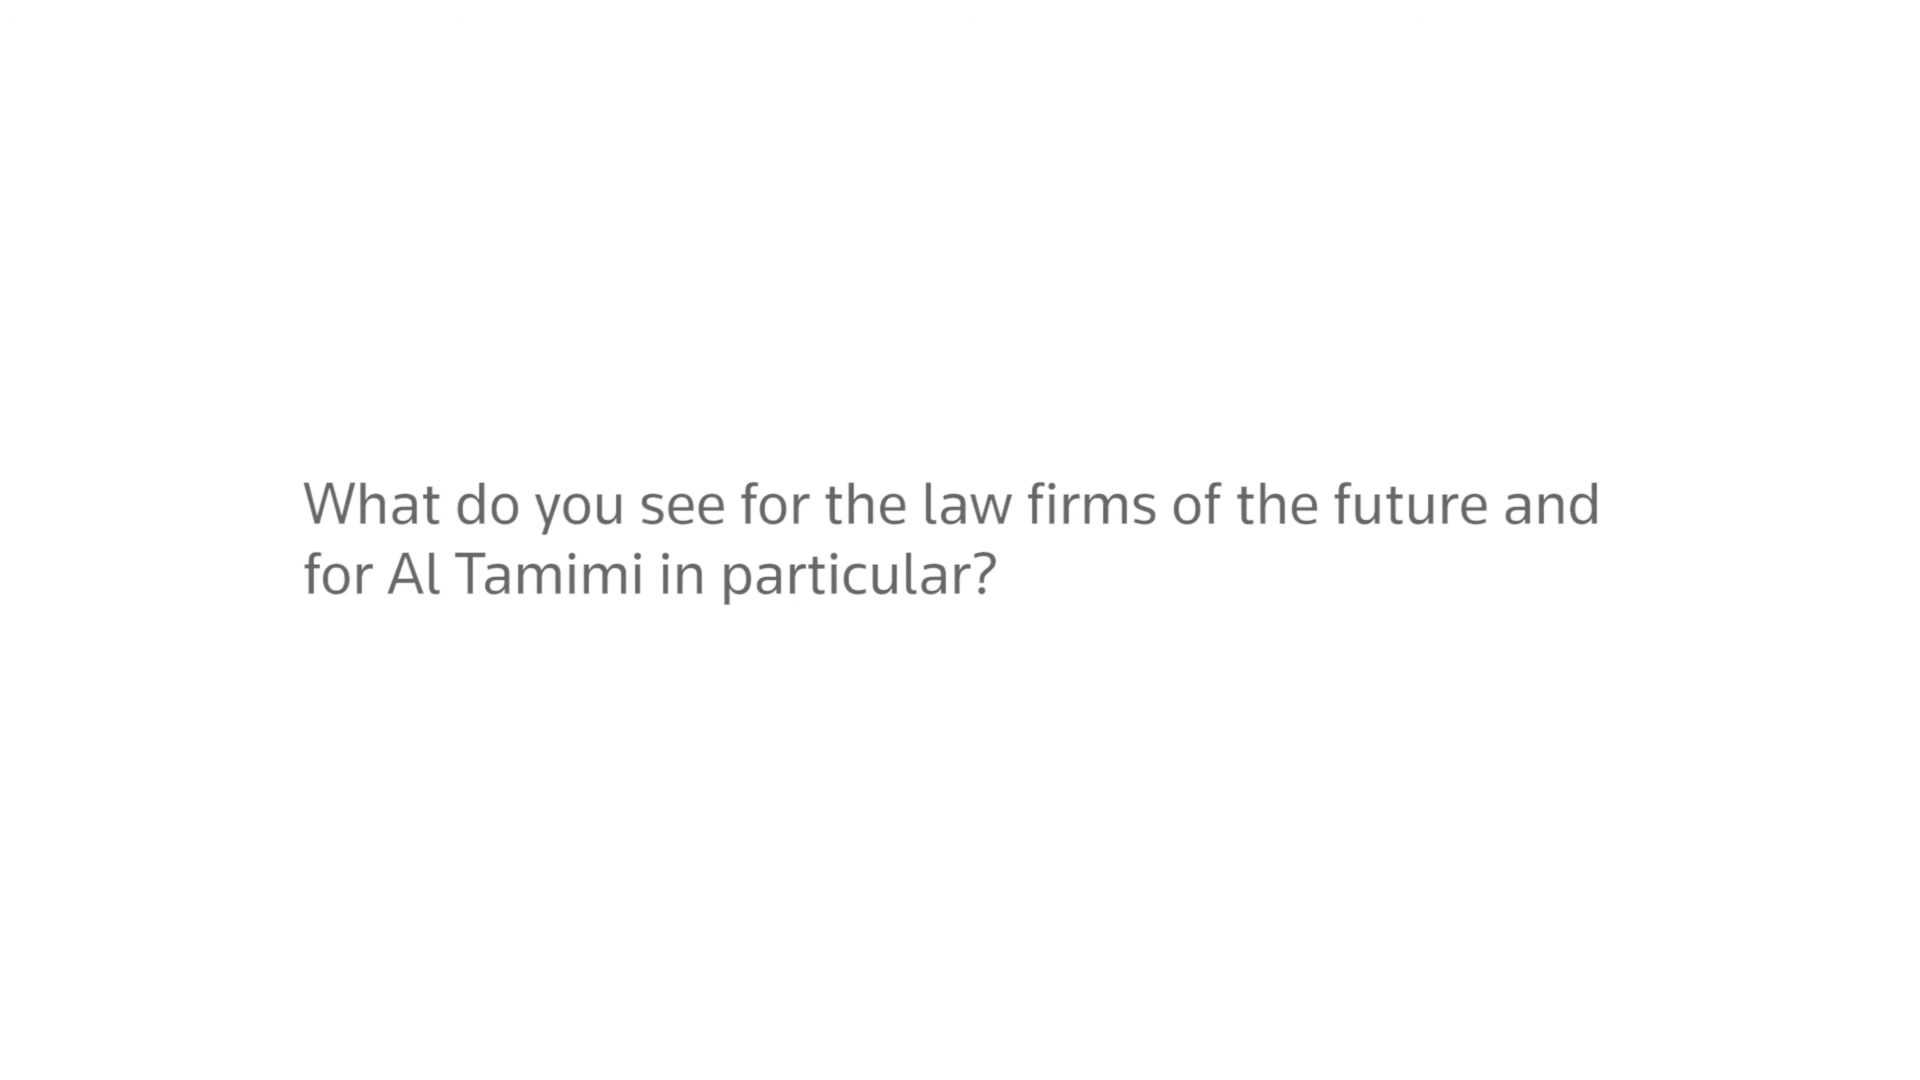 What do you see for the law firms of the future and
for Al Tamimi in particular?